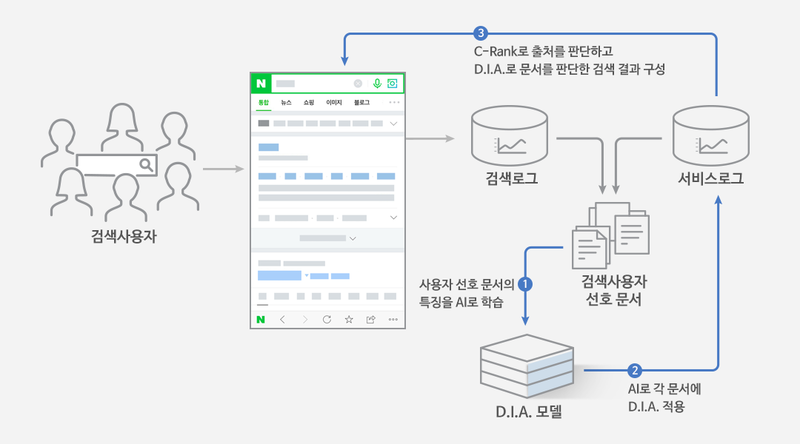 3
C-Rank로 출처를 판단하고
D.I.A.로 문서를 판단한 검색 결과 구성
N
통합 뉴스 쇼핑 이미지 블로그
검색사용자
검색로그
서비스로그
검색사용자
선호 문서
1
사용자 선호 문서의
특징을 AI로 학습
N
D.I.A. 모델
2
AI로 각 문서에
D.I.A. 적용